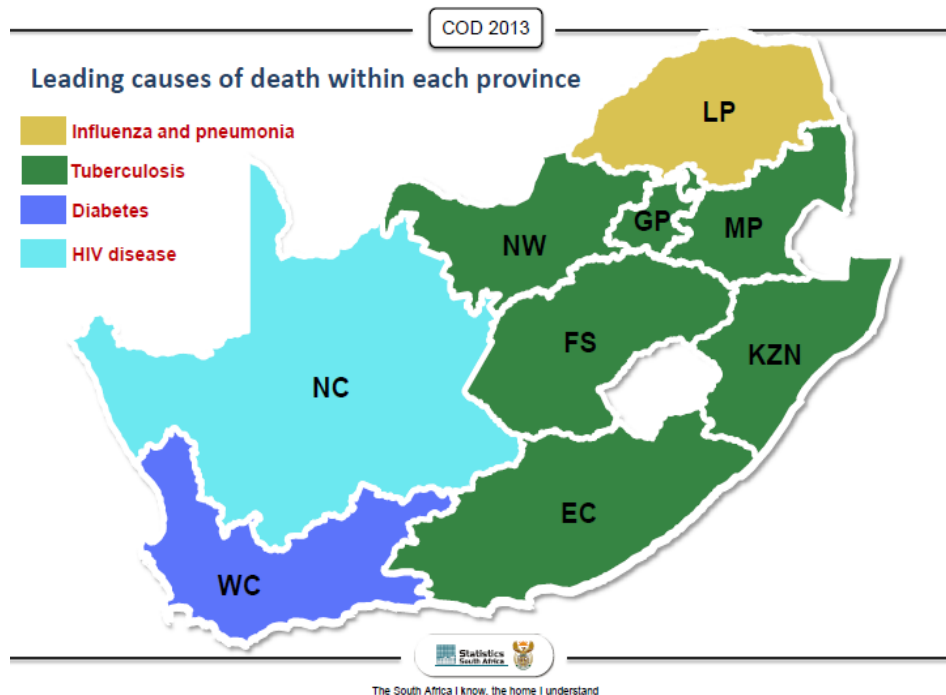 COD 2013
Leading causes of death within each province
Influenza and pneumonia
Tuberculosis
Diabetes
HIV disease
LP
GP
MP
NW
FS
KZN
NC
EC
WC
Statistics
South Africa
The South Africa I know, the home I understand